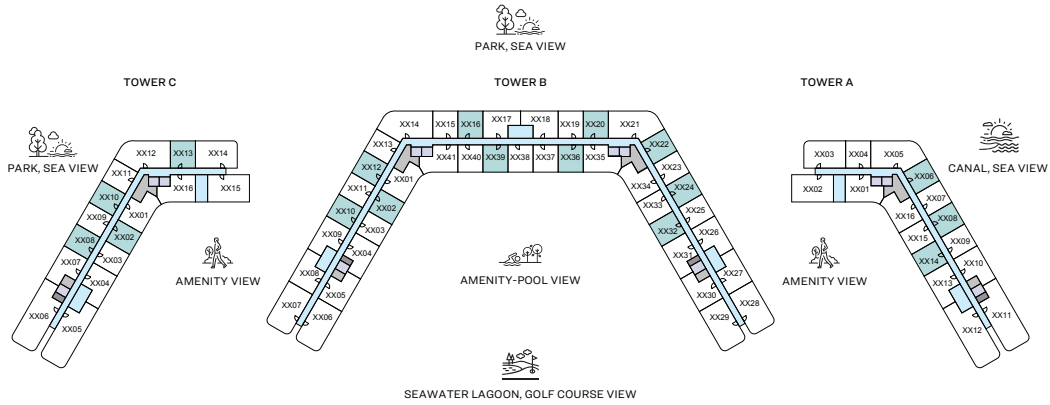 PARK, SEA VIEW
TOWER C
TOWER B
TOWER A
PARK, SEA VIEW
CANAL, SEA VIEW
XX12
XX13
XX14
XX11
XX16
XX15
XX10
XX01
XX09
XX02
XX08
XX03
XX07
XX04
XX06
XX05
AMENITY VIEW
XX14
XX15
XX16
XX17
XX18
XX19
XX20
XX21
XX13
XX41
XX40
XX39
XX38
XX37
XX36
XX35
XX22
XX12
XX01
XX34
XX23
XX11
XX02
XX33
XX24
XX10
XX03
XX32
XX25
XX09
XX04
XX31
XX26
XX08
XX05
XX30
XX27
XX07
XX06
XX29
XX28
AMENITY-POOL VIEW
XX03
XX04
XX05
XX02
XX01
XX06
XX16
XX07
XX15
XX08
XX14
XX09
XX13
XX10
XX12
XX11
AMENITY VIEW
SEAWATER LAGOON, GOLF COURSE VIEW